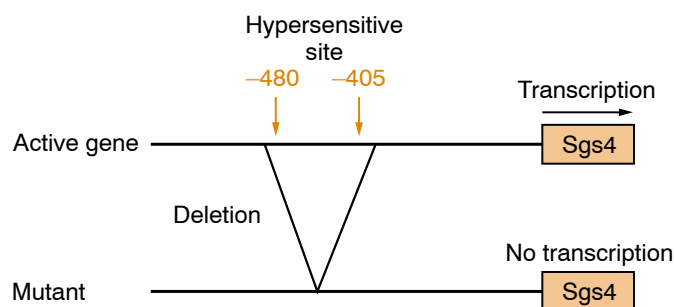 Hypersensitive
site
–480 –405
Transcription
Active gene
Sgs4
Deletion
No transcription
Mutant
Sgs4